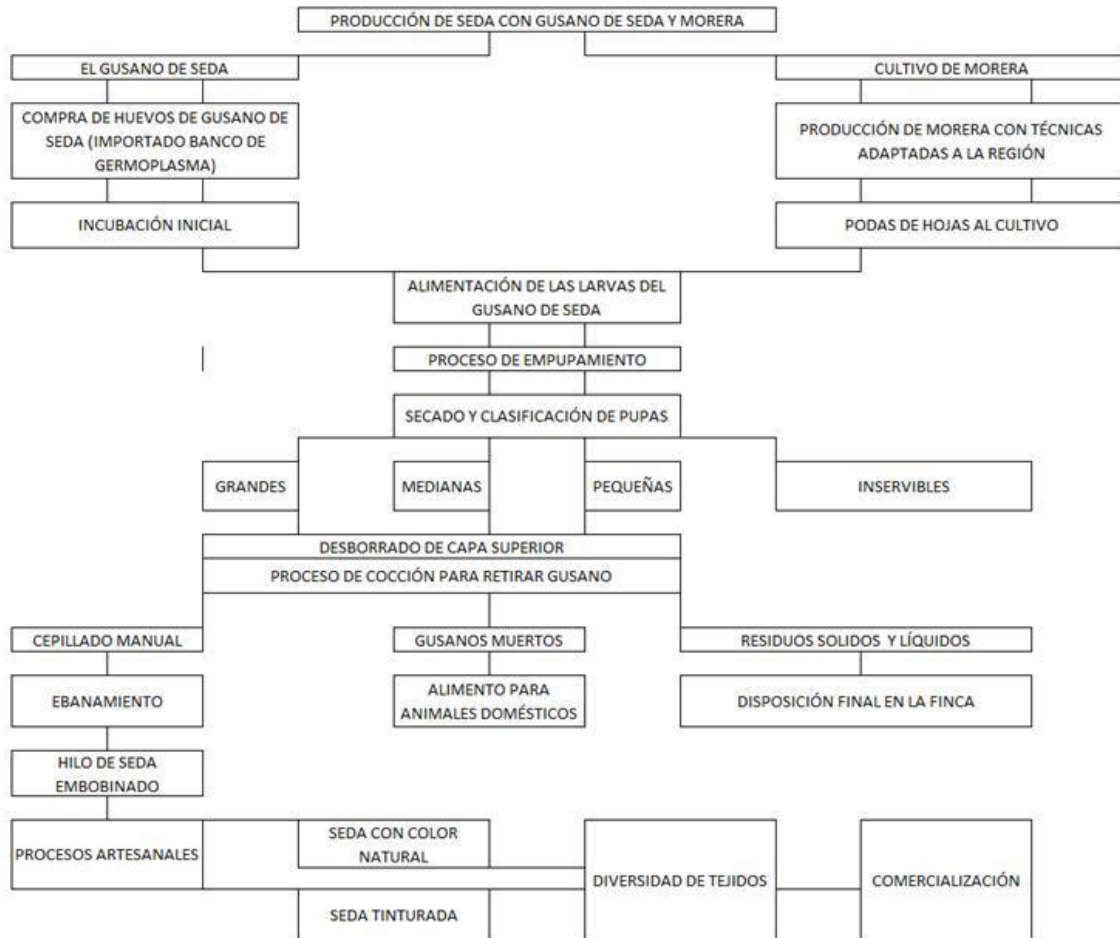 PRODUCCIÓN DE SEDA CON GUSANO DE SEDA Y MORERA
EL GUSANO DE SEDA
CULTIVO DE MORERA
COMPRA DE HUEVOS DE GUSANO DE
SEDA (IMPORTADO BANCO DE
GERMOPLASMA)
PRODUCCIÓN DE MORERA CON TÉCNICAS
ADAPTADAS A LA REGIÓN
INCUBACIÓN INICIAL
PODAS DE HOJAS AL CULTIVO
ALIMENTACIÓN DE LAS LARVAS DEL
GUSANO DE SEDA
PROCESO DE EMPUPAMIENTO
SECADO Y CLASIFICACIÓN DE PUPAS
GRANDES
MEDIANAS
PEQUEÑAS
INSERVIBLES
DESBORRADO DE CAPA SUPERIOR
PROCESO DE COCCIÓN PARA RETIRAR GUSANO
CEPILLADO MANUAL
GUSANOS MUERTOS
RESIDUOS SOLIDOS Y LÍQUIDOS
EBANAMIENTO
ALIMENTO PARA
ANIMALES DOMÉSTICOS
DISPOSICIÓN FINAL EN LA FINCA
HILO DE SEDA
EMBOBINADO
PROCESOS ARTESANALES
SEDA CON COLOR
NATURAL
SEDA TINTURADA
DIVERSIDAD DE TEJIDOS
COMERCIALIZACIÓN